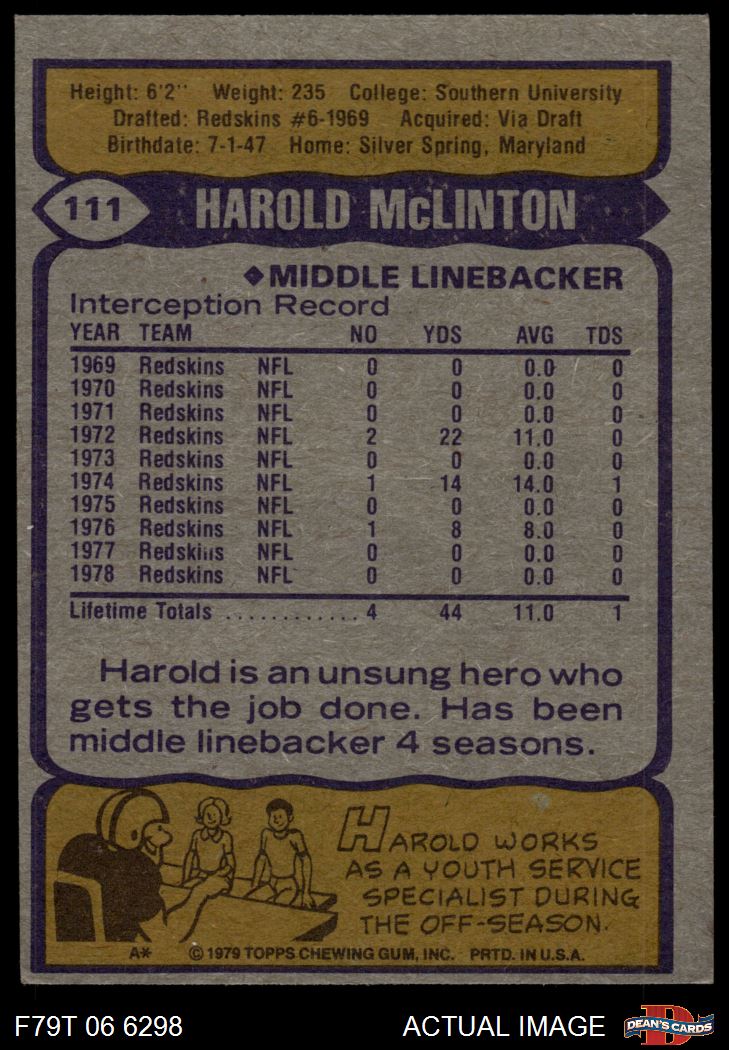 Height: 6'2" Weight: 235 College: Southern University
Drafted: Redskins #6-1969 Acquired: Via Draft
Birthdate: 7-1-47 Home: Silver Spring, Maryland
111 HAROLD McLINTON
◆MIDDLE LINEBACKER
Interception Record
YEAR TEAM NO YDS AVG TDS
1969 Redskins NFL 0 0 0.0 0
1970 Redskins NFL 0 0 0.0 0
1971 Redskins NFL 0 0 0.0 0
1972 Redskins NFL 2 22 11.0 0
1973 Redskins NFL 0 0 0.0 0
1974 Redskins NFL 1 14 14.0 1
1975 Redskins NFL 0 0 0.0 0
1976 Redskins NFL 1 8 8.0 0
1977 Redskins NFL 0 0 0.0 0
1978 Redskins NFL 0 0 0.0 0
Lifetime Totals ............ 4 44 11.0 1
Harold is an unsung hero who
gets the job done. Has been
middle linebacker 4 seasons.
HAROLD WORKS
AS A YOUTH SERVICE
SPECIALIST DURING
THE OFF-SEASON.
A* © 1979 TOPPS CHEWING GUM, INC. PRTD. IN U.S.A.
F79T 06 6298 ACTUAL IMAGE D DEAN'S CARDS